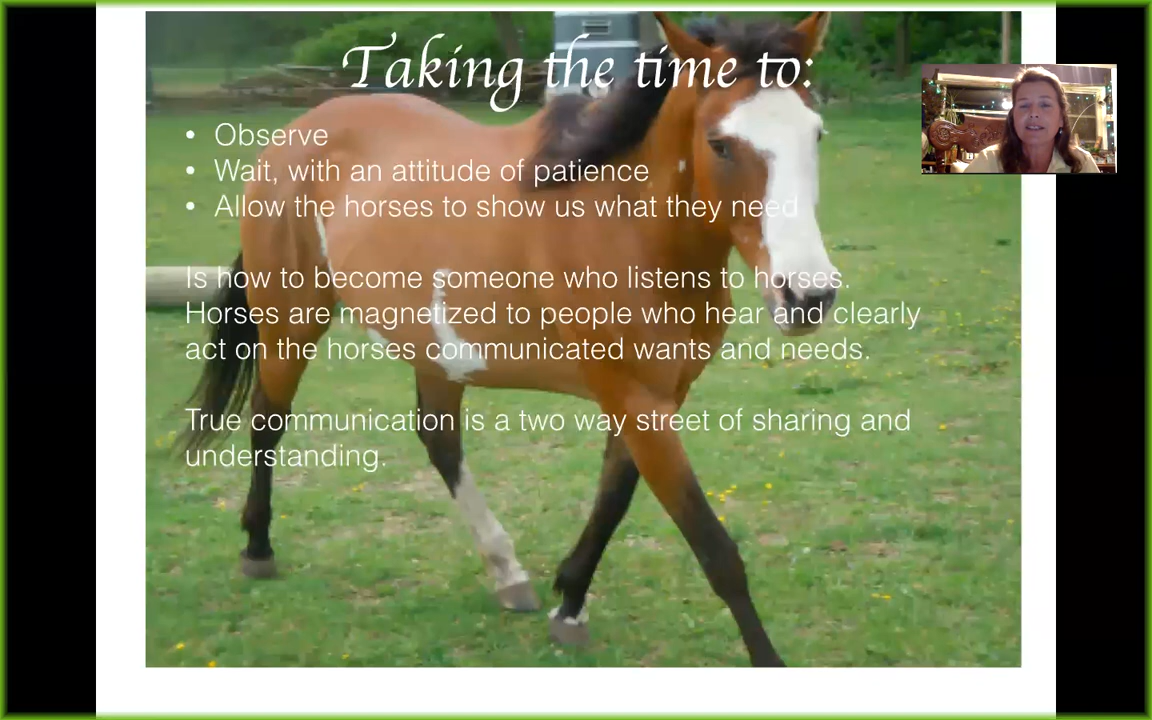 Taking the time to:
• Observe
• Wait, with an attitude of patience
• Allow the horses to show us what they need
Is how to become someone who listens to horses.
Horses are magnetized to people who hear and clearly
act on the horses communicated wants and needs.
True communication is a two way street of sharing and
understanding.